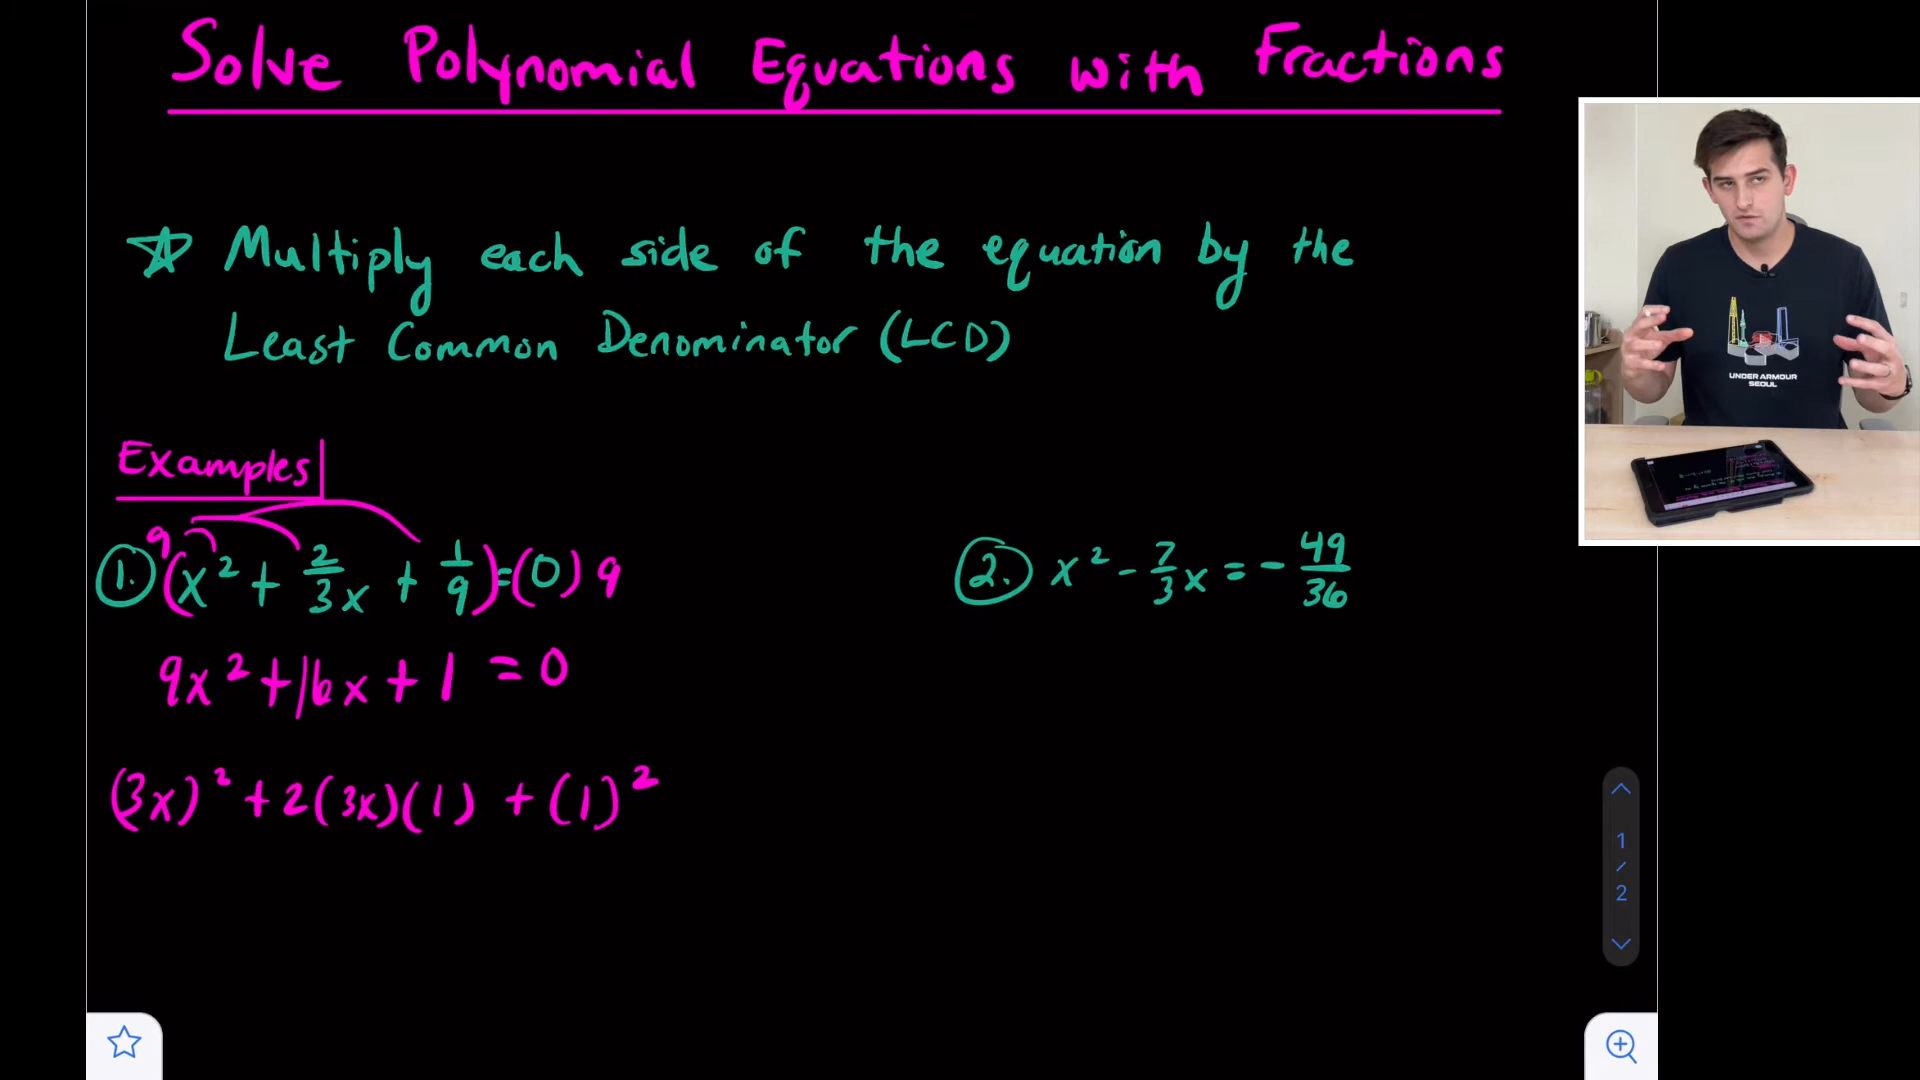 Solve Polynomial Equations with Fractions
☆ Multiply each side of the equation by the
Least Common Denominator (LCD)
Examples
1. 9(x² + 2/3x + 1/9) = (0) 9
9x² + 16x + 1 = 0
(3x)² + 2(3x)(1) + (1)²
2. x² - 7/3x = - 49/36
UNDER ARMOUR
SEOUL
1
/
2